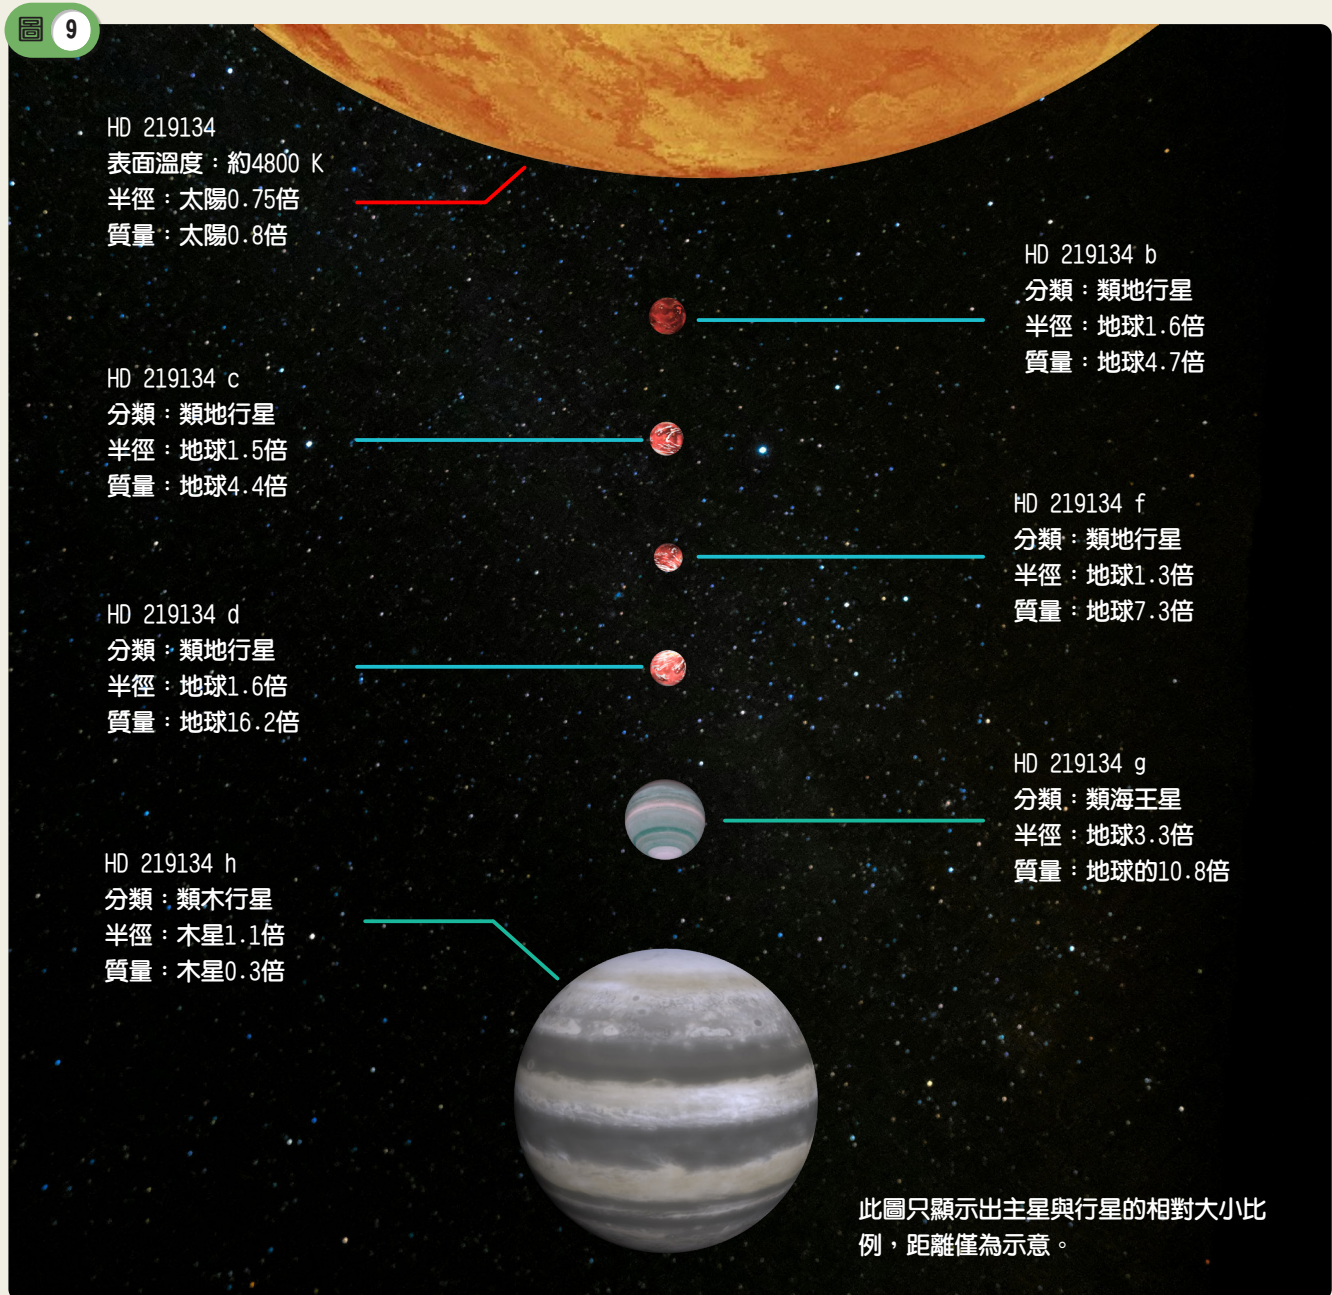 圖 9
HD 219134
表面溫度：約4800 K
半徑：太陽0.75倍
質量：太陽0.8倍
HD 219134 b
分類：類地行星
半徑：地球1.6倍
質量：地球4.7倍
HD 219134 c
分類：類地行星
半徑：地球1.5倍
質量：地球4.4倍
HD 219134 f
分類：類地行星
半徑：地球1.3倍
質量：地球7.3倍
HD 219134 d
分類：類地行星
半徑：地球1.6倍
質量：地球16.2倍
HD 219134 g
分類：類海王星
半徑：地球3.3倍
質量：地球的10.8倍
HD 219134 h
分類：類木行星
半徑：木星1.1倍
質量：木星0.3倍
此圖只顯示出主星與行星的相對大小比
例，距離僅為示意。